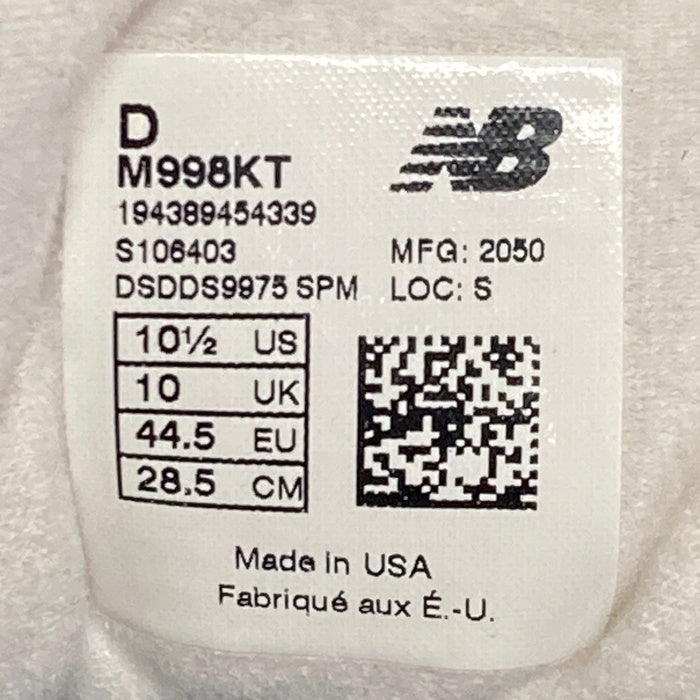 D
NB
M998KT
194389454339
S106403
MFG: 2050
DSDDS9975 SPM
LOC: S
10½ US
10 UK
44.5 EU
28.5 CM
Made in USA
Fabriqué aux É.-U.